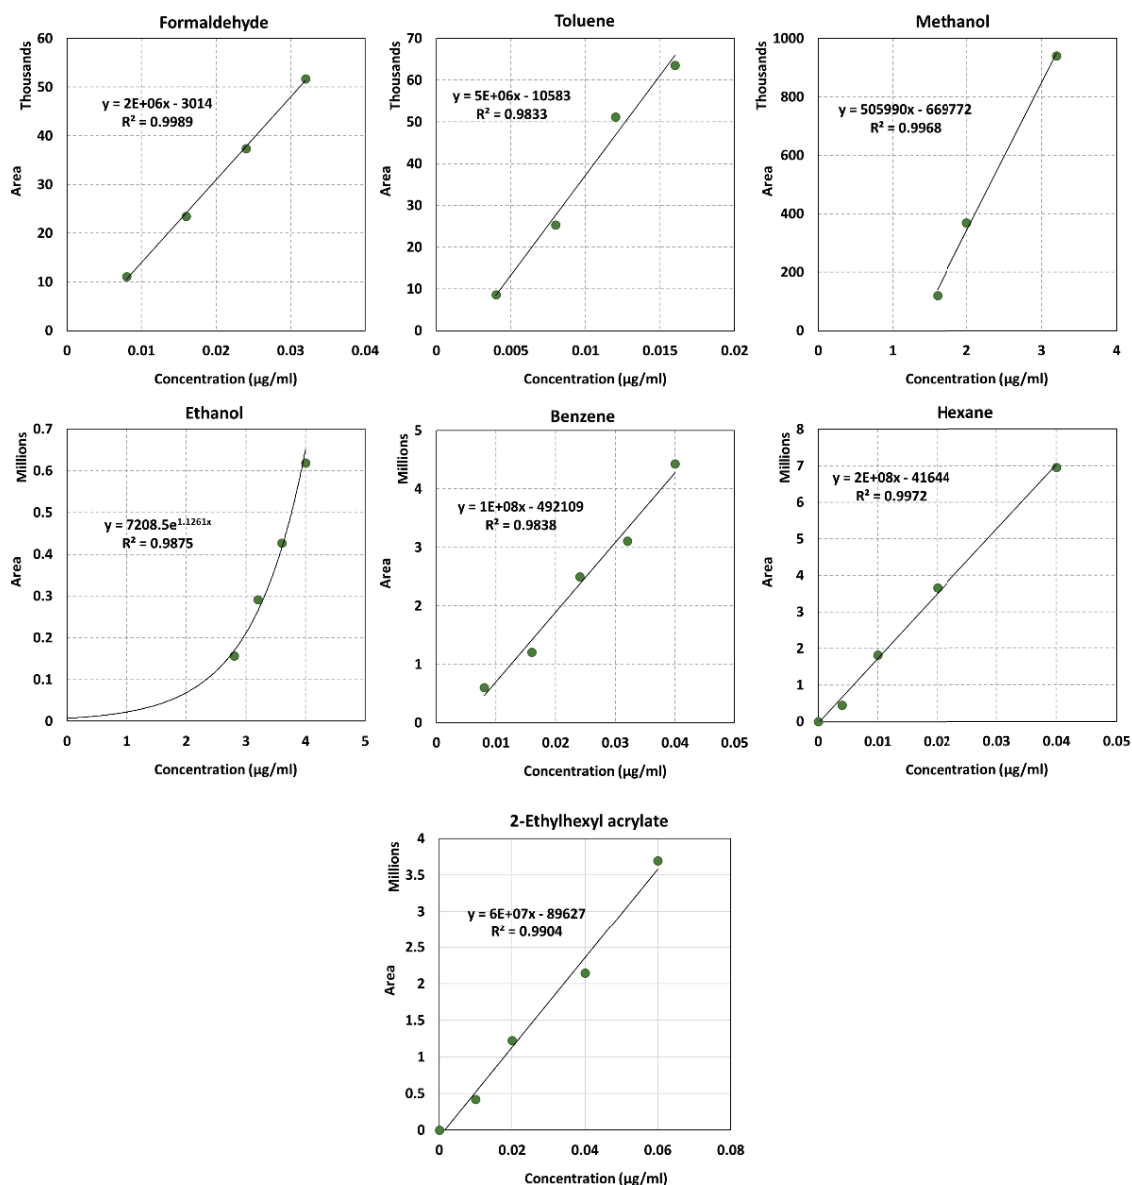 Formaldehyde
Thousands
Area
60
50
40
30
20
10
0
y = 2E+06x - 3014
R² = 0.9989
0 0.01 0.02 0.03 0.04
Concentration (µg/ml)
Toluene
Thousands
Area
70
60
50
40
30
20
10
0
y = 5E+06x - 10583
R² = 0.9833
0 0.005 0.01 0.015 0.02
Concentration (µg/ml)
Methanol
Thousands
Area
1000
800
600
400
200
0
y = 505990x - 669772
R² = 0.9968
0 1 2 3 4
Concentration (µg/ml)
Ethanol
Millions
Area
0.7
0.6
0.5
0.4
0.3
0.2
0.1
0
y = 7208.5e^1.1261x
R² = 0.9875
0 1 2 3 4 5
Concentration (µg/ml)
Benzene
Millions
Area
5
4
3
2
1
0
y = 1E+08x - 492109
R² = 0.9838
0 0.01 0.02 0.03 0.04 0.05
Concentration (µg/ml)
Hexane
Millions
Area
8
7
6
5
4
3
2
1
0
y = 2E+08x - 41644
R² = 0.9972
0 0.01 0.02 0.03 0.04 0.05
Concentration (µg/ml)
2-Ethylhexyl acrylate
Millions
Area
4
3.5
3
2.5
2
1.5
1
0.5
0
y = 6E+07x - 89627
R² = 0.9904
0 0.02 0.04 0.06 0.08
Concentration (µg/ml)